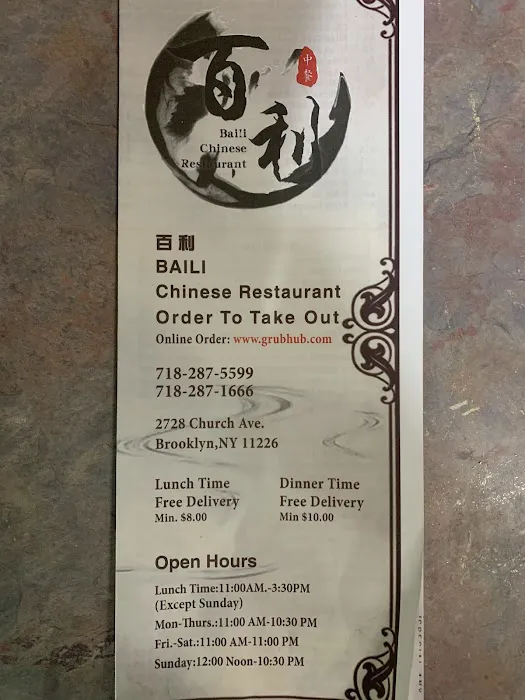 百利
中餐
Baili
Chinese
Restaurant
百利
BAILI
Chinese Restaurant
Order To Take Out
Online Order: www.grubhub.com
718-287-5599
718-287-1666
2728 Church Ave.
Brooklyn,NY 11226
Lunch Time
Free Delivery
Min. $8.00
Dinner Time
Free Delivery
Min $10.00
Open Hours
Lunch Time:11:00AM.-3:30PM
(Except Sunday)
Mon-Thurs.:11:00 AM-10:30 PM
Fri.-Sat.:11:00 AM-11:00 PM
Sunday:12:00 Noon-10:30 PM